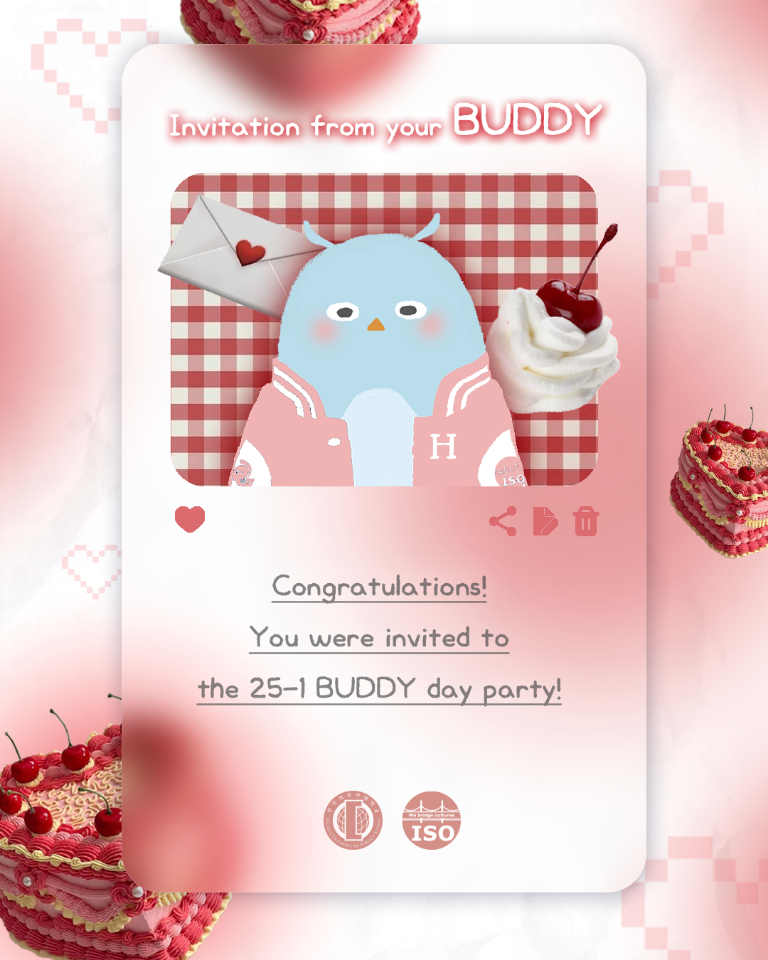 Invitation from your BUDDY
H
ISO
Congratulations!
You were invited to
the 25-1 BUDDY day party!
We bridge cultures
ISO